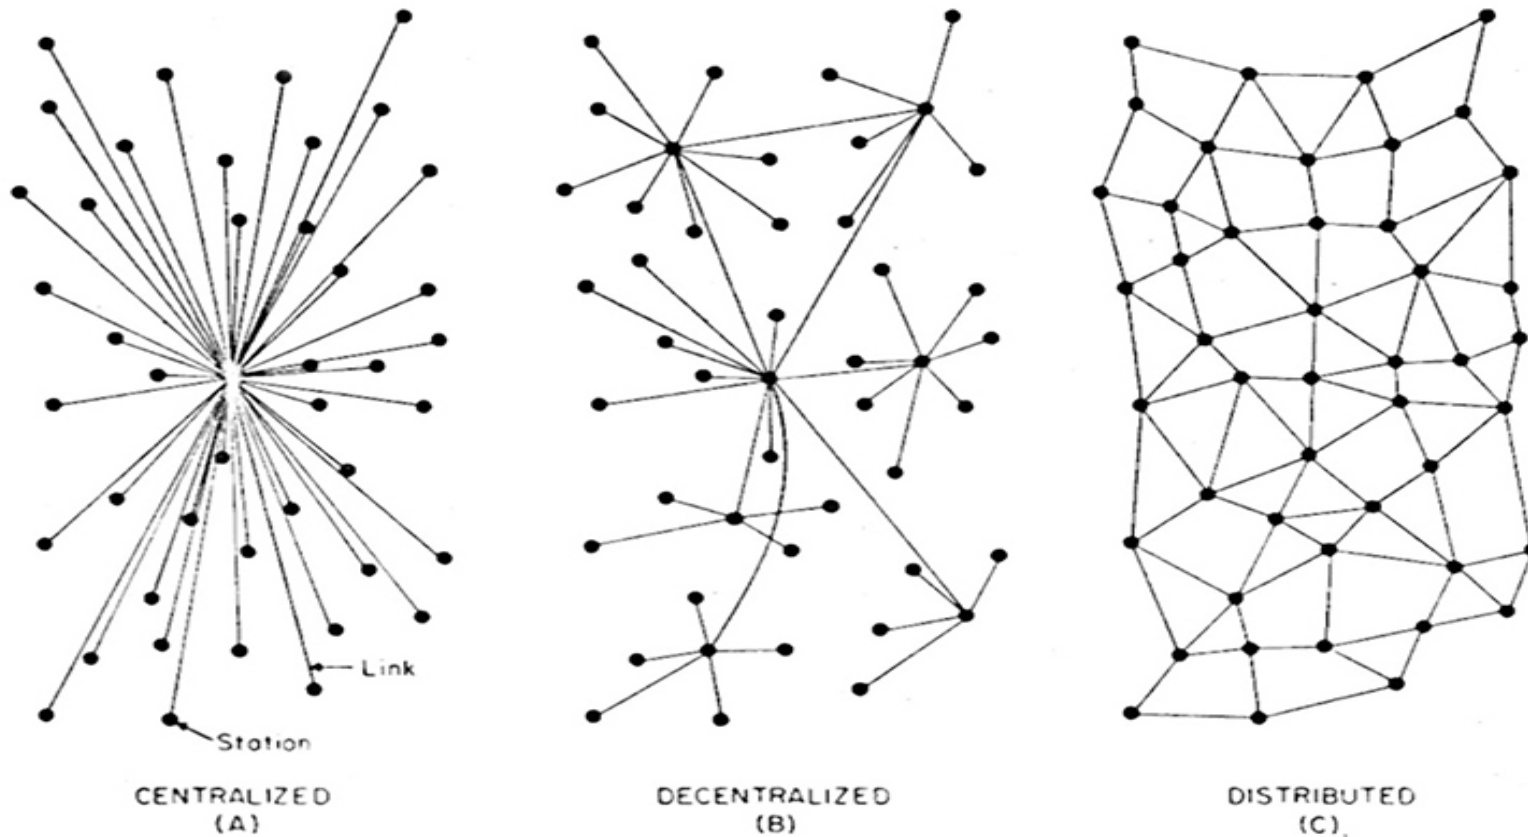 Link
Station
CENTRALIZED
(A)
DECENTRALIZED
(B)
DISTRIBUTED
(C)